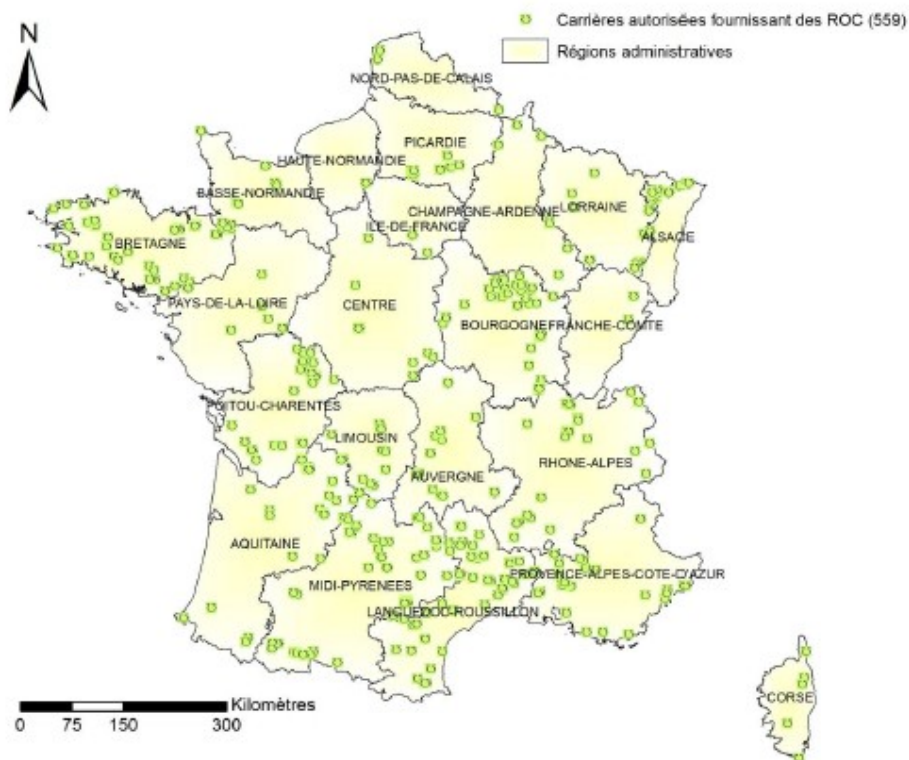 Carrières autorisées fournissant des ROC (559)
N
Régions administratives
NORD-PAS-DE-CALAIS
PICARDIE
HAUTE-NORMANDIE
BASSE-NORMANDIE
CHAMPAGNE-ARDENNE
LORRAINE
ILE-DE-FRANCE
ALSACE
BRETAGNE
PAYS-DE-LA-LOIRE
CENTRE
BOURGOGNE
FRANCHE-COMTE
POITOU-CHARENTES
LIMOUSIN
AUVERGNE
RHONE-ALPES
AQUITAINE
MIDI-PYRENEES
PROVENCE-ALPES-COTE-D'AZUR
LANGUEDOC-ROUSSILLON
CORSE
Kilomètres
0 75 150 300